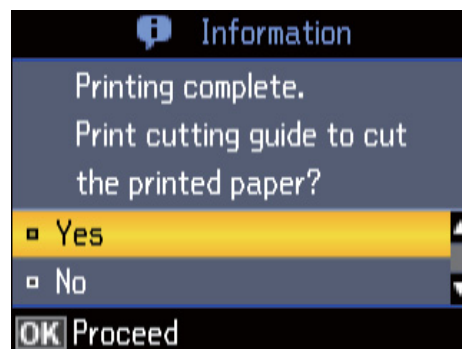 Information
Printing complete.
Print cutting guide to cut
the printed paper?
Yes
No
OK Proceed